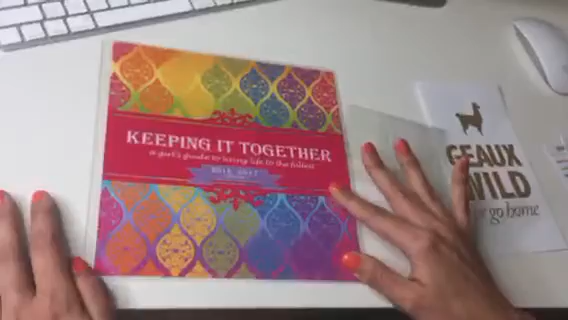 KEEPING IT TOGETHER
a girl's guide to living life to the fullest
GEAUX
WILD
go home